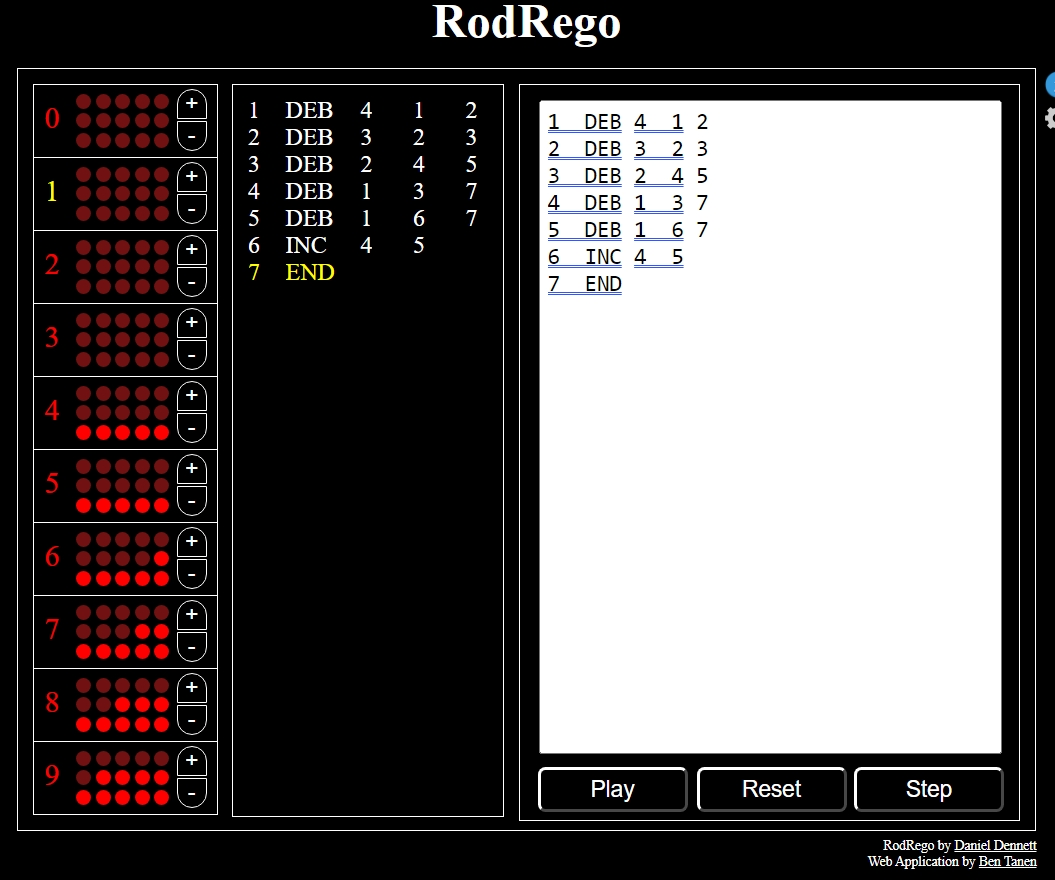 RodRego
0 + -
1 + -
2 + -
3 + -
4 + -
5 + -
6 + -
7 + -
8 + -
9 + -
1 DEB 4 1 2
2 DEB 3 2 3
3 DEB 2 4 5
4 DEB 1 3 7
5 DEB 1 6 7
6 INC 4 5
7 END
1 DEB 4 1 2
2 DEB 3 2 3
3 DEB 2 4 5
4 DEB 1 3 7
5 DEB 1 6 7
6 INC 4 5
7 END
Play Reset Step
RodRego by Daniel Dennett
Web Application by Ben Tanen